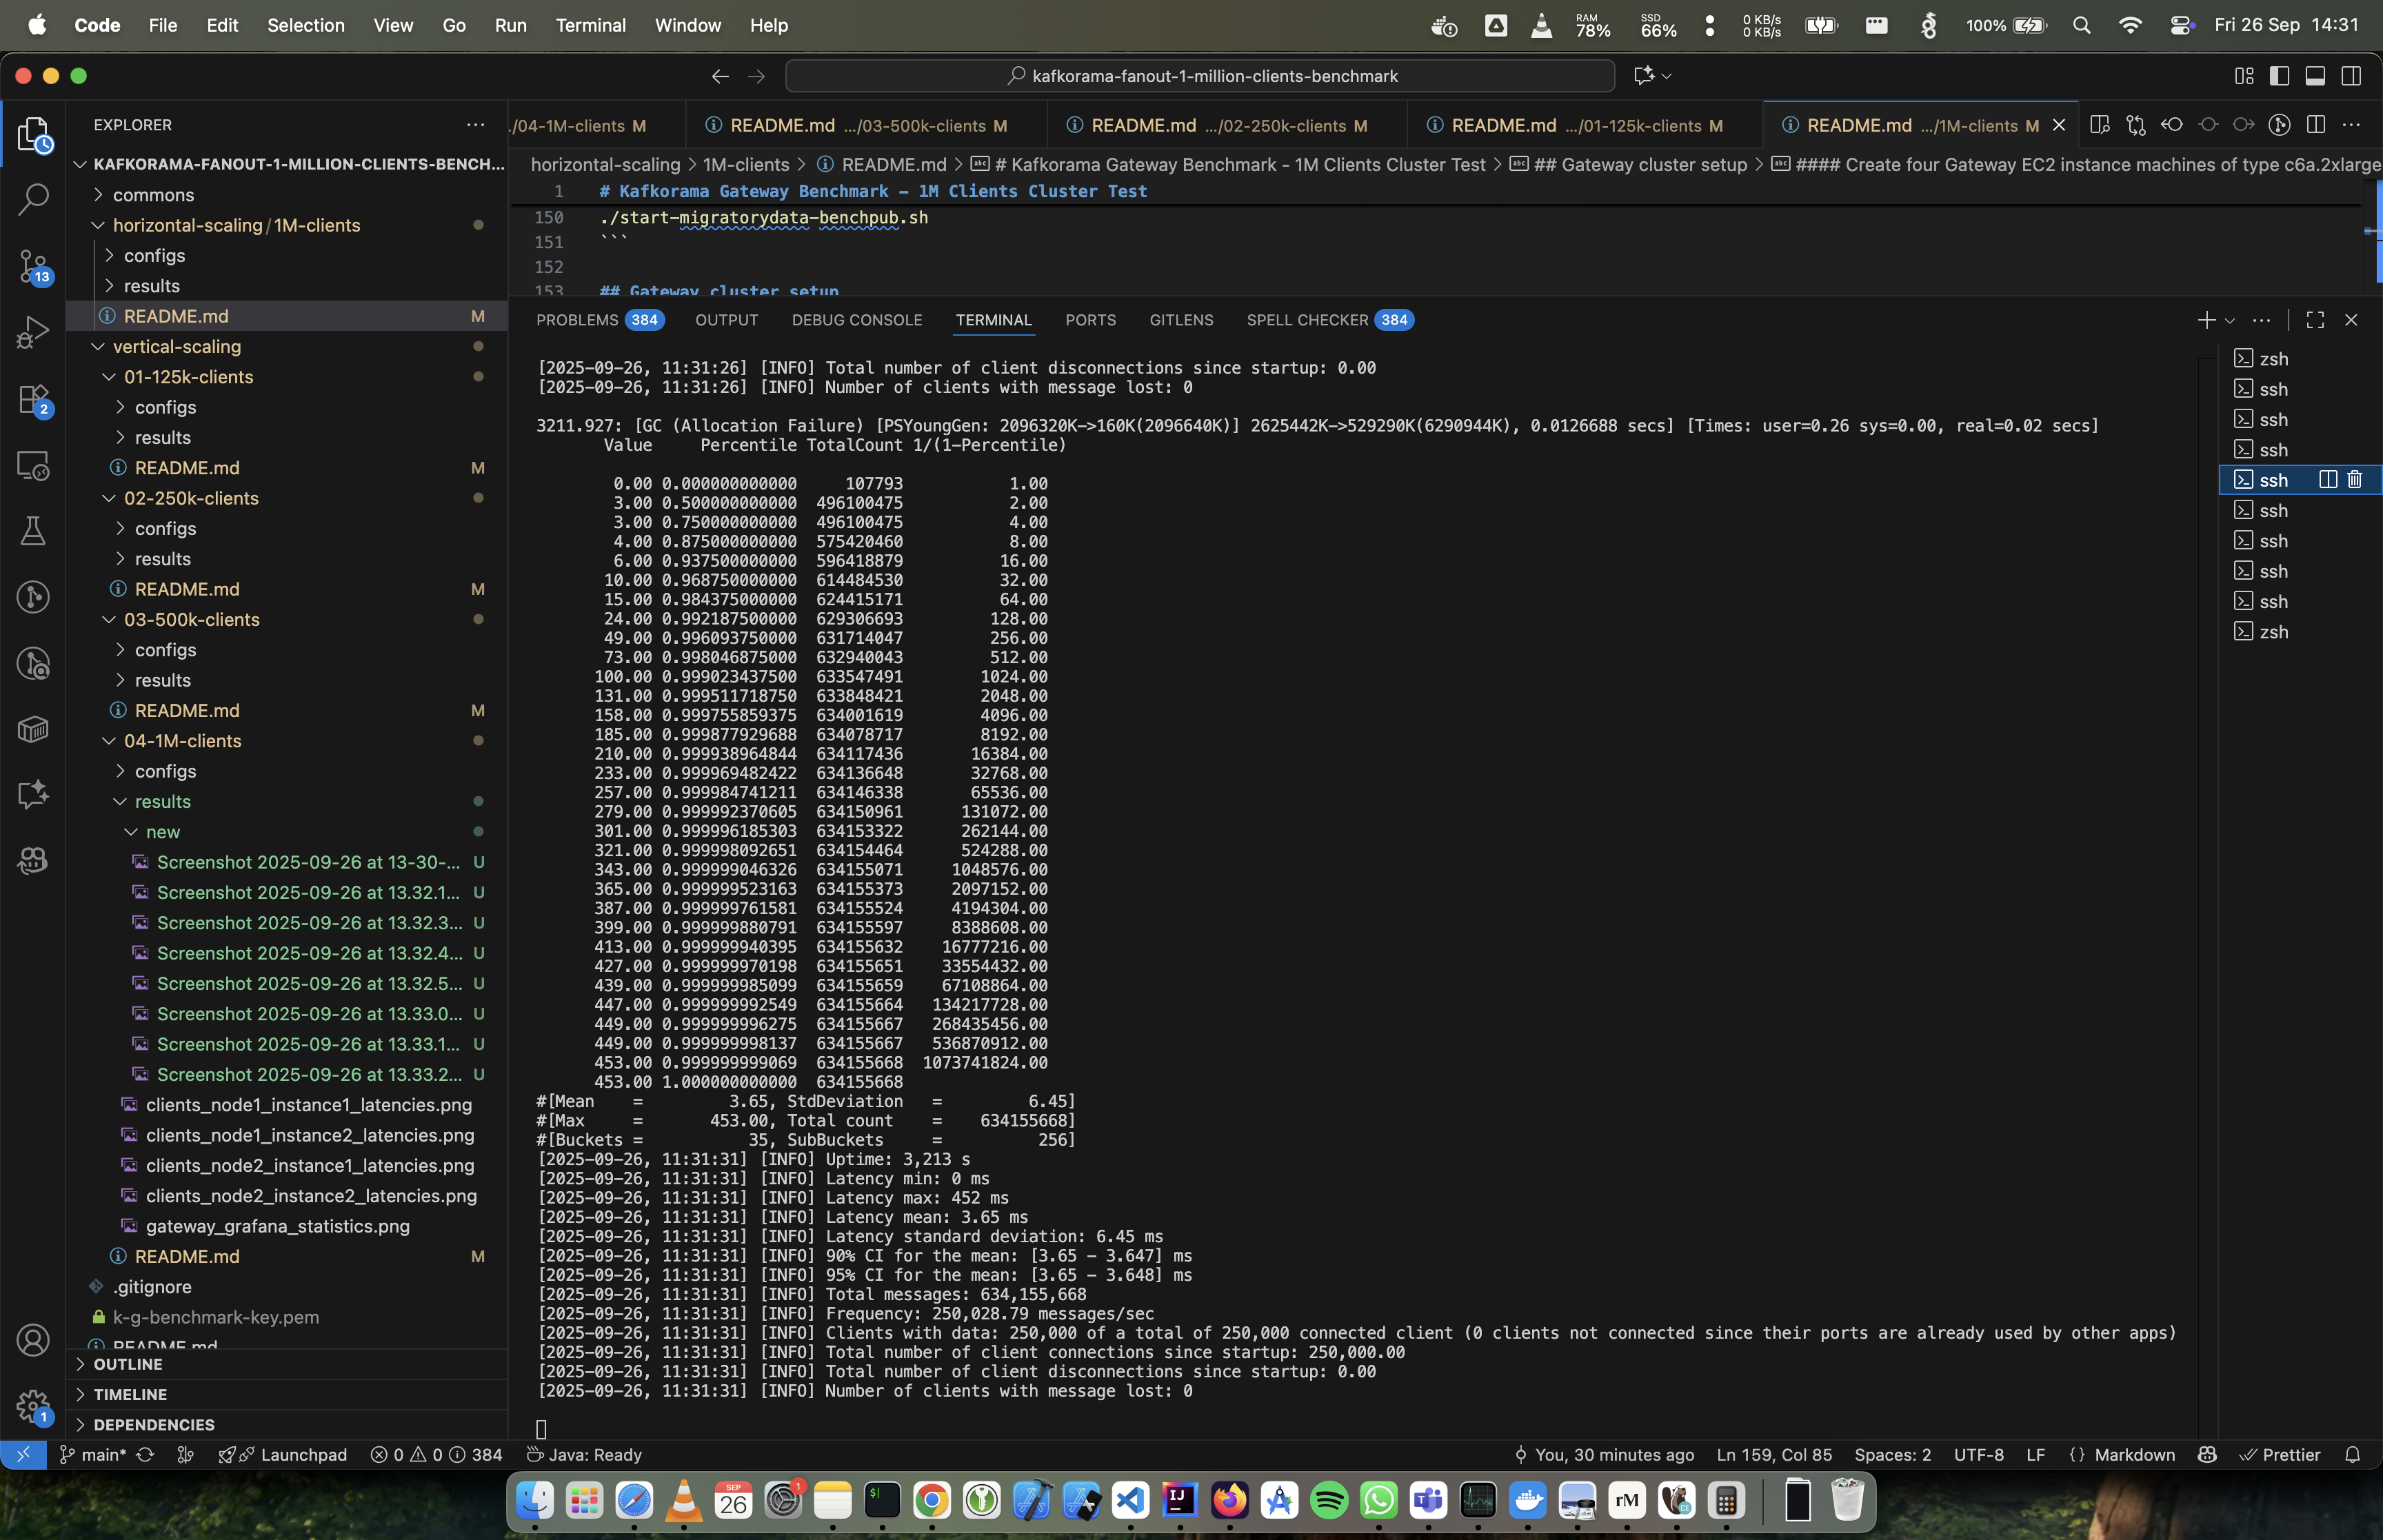 Code File Edit Selection View Go Run Terminal Window Help
RAM 78% SSD 66% 0 KB/s 0 KB/s 100% Fri 26 Sep 14:31
kafkorama-fanout-1-million-clients-benchmark
EXPLORER
KAFKORAMA-FANOUT-1-MILLION-CLIENTS-BENCH...
commons
horizontal-scaling / 1M-clients
configs
results
README.md M
vertical-scaling
01-125k-clients
configs
results
README.md M
02-250k-clients
configs
results
README.md M
03-500k-clients
configs
results
README.md M
04-1M-clients
configs
results
new
Screenshot 2025-09-26 at 13-30-... U
Screenshot 2025-09-26 at 13.32.1... U
Screenshot 2025-09-26 at 13.32.3... U
Screenshot 2025-09-26 at 13.32.4... U
Screenshot 2025-09-26 at 13.32.5... U
Screenshot 2025-09-26 at 13.33.0... U
Screenshot 2025-09-26 at 13.33.1... U
Screenshot 2025-09-26 at 13.33.2... U
clients_node1_instance1_latencies.png
clients_node1_instance2_latencies.png
clients_node2_instance1_latencies.png
clients_node2_instance2_latencies.png
gateway_grafana_statistics.png
README.md M
.gitignore
k-g-benchmark-key.pem
README.md
OUTLINE
TIMELINE
DEPENDENCIES
13
2
1
./04-1M-clients M README.md .../03-500k-clients M README.md .../02-250k-clients M README.md .../01-125k-clients M README.md .../1M-clients M
horizontal-scaling > 1M-clients > README.md > # Kafkorama Gateway Benchmark - 1M Clients Cluster Test > ## Gateway cluster setup > #### Create four Gateway EC2 instance machines of type c6a.2xlarge
1 # Kafkorama Gateway Benchmark – 1M Clients Cluster Test
150 ./start-migratorydata-benchpub.sh
151 ```
152
153 ## Gateway cluster setup
PROBLEMS 384 OUTPUT DEBUG CONSOLE TERMINAL PORTS GITLENS SPELL CHECKER 384
[2025-09-26, 11:31:26] [INFO] Total number of client disconnections since startup: 0.00
[2025-09-26, 11:31:26] [INFO] Number of clients with message lost: 0
3211.927: [GC (Allocation Failure) [PSYoungGen: 2096320K->160K(2096640K)] 2625442K->529290K(6290944K), 0.0126688 secs] [Times: user=0.26 sys=0.00, real=0.02 secs]
Value Percentile TotalCount 1/(1-Percentile)
0.00 0.000000000000 107793 1.00
3.00 0.500000000000 496100475 2.00
3.00 0.750000000000 496100475 4.00
4.00 0.875000000000 575420460 8.00
6.00 0.937500000000 596418879 16.00
10.00 0.968750000000 614484530 32.00
15.00 0.984375000000 624415171 64.00
24.00 0.992187500000 629306693 128.00
49.00 0.996093750000 631714047 256.00
73.00 0.998046875000 632940043 512.00
100.00 0.999023437500 633547491 1024.00
131.00 0.999511718750 633848421 2048.00
158.00 0.999755859375 634001619 4096.00
185.00 0.999877929688 634078717 8192.00
210.00 0.999938964844 634117436 16384.00
233.00 0.999969482422 634136648 32768.00
257.00 0.999984741211 634146338 65536.00
279.00 0.999992370605 634150961 131072.00
301.00 0.999996185303 634153322 262144.00
321.00 0.999998092651 634154464 524288.00
343.00 0.999999046326 634155071 1048576.00
365.00 0.999999523163 634155373 2097152.00
387.00 0.999999761581 634155524 4194304.00
399.00 0.999999880791 634155597 8388608.00
413.00 0.999999940395 634155632 16777216.00
427.00 0.999999970198 634155651 33554432.00
439.00 0.999999985099 634155659 67108864.00
447.00 0.999999992549 634155664 134217728.00
449.00 0.999999996275 634155667 268435456.00
449.00 0.999999998137 634155667 536870912.00
453.00 0.999999999069 634155668 1073741824.00
453.00 1.000000000000 634155668
#[Mean = 3.65, StdDeviation = 6.45]
#[Max = 453.00, Total count = 634155668]
#[Buckets = 35, SubBuckets = 256]
[2025-09-26, 11:31:31] [INFO] Uptime: 3,213 s
[2025-09-26, 11:31:31] [INFO] Latency min: 0 ms
[2025-09-26, 11:31:31] [INFO] Latency max: 452 ms
[2025-09-26, 11:31:31] [INFO] Latency mean: 3.65 ms
[2025-09-26, 11:31:31] [INFO] Latency standard deviation: 6.45 ms
[2025-09-26, 11:31:31] [INFO] 90% CI for the mean: [3.65 – 3.647] ms
[2025-09-26, 11:31:31] [INFO] 95% CI for the mean: [3.65 – 3.648] ms
[2025-09-26, 11:31:31] [INFO] Total messages: 634,155,668
[2025-09-26, 11:31:31] [INFO] Frequency: 250,028.79 messages/sec
[2025-09-26, 11:31:31] [INFO] Clients with data: 250,000 of a total of 250,000 connected client (0 clients not connected since their ports are already used by other apps)
[2025-09-26, 11:31:31] [INFO] Total number of client connections since startup: 250,000.00
[2025-09-26, 11:31:31] [INFO] Total number of client disconnections since startup: 0.00
[2025-09-26, 11:31:31] [INFO] Number of clients with message lost: 0
zsh
ssh
ssh
ssh
ssh
ssh
ssh
ssh
ssh
zsh
main* Launchpad 0 0 384 Java: Ready You, 30 minutes ago Ln 159, Col 85 Spaces: 2 UTF-8 LF {} Markdown Prettier
SEP 26 1 $ IJ rM CE